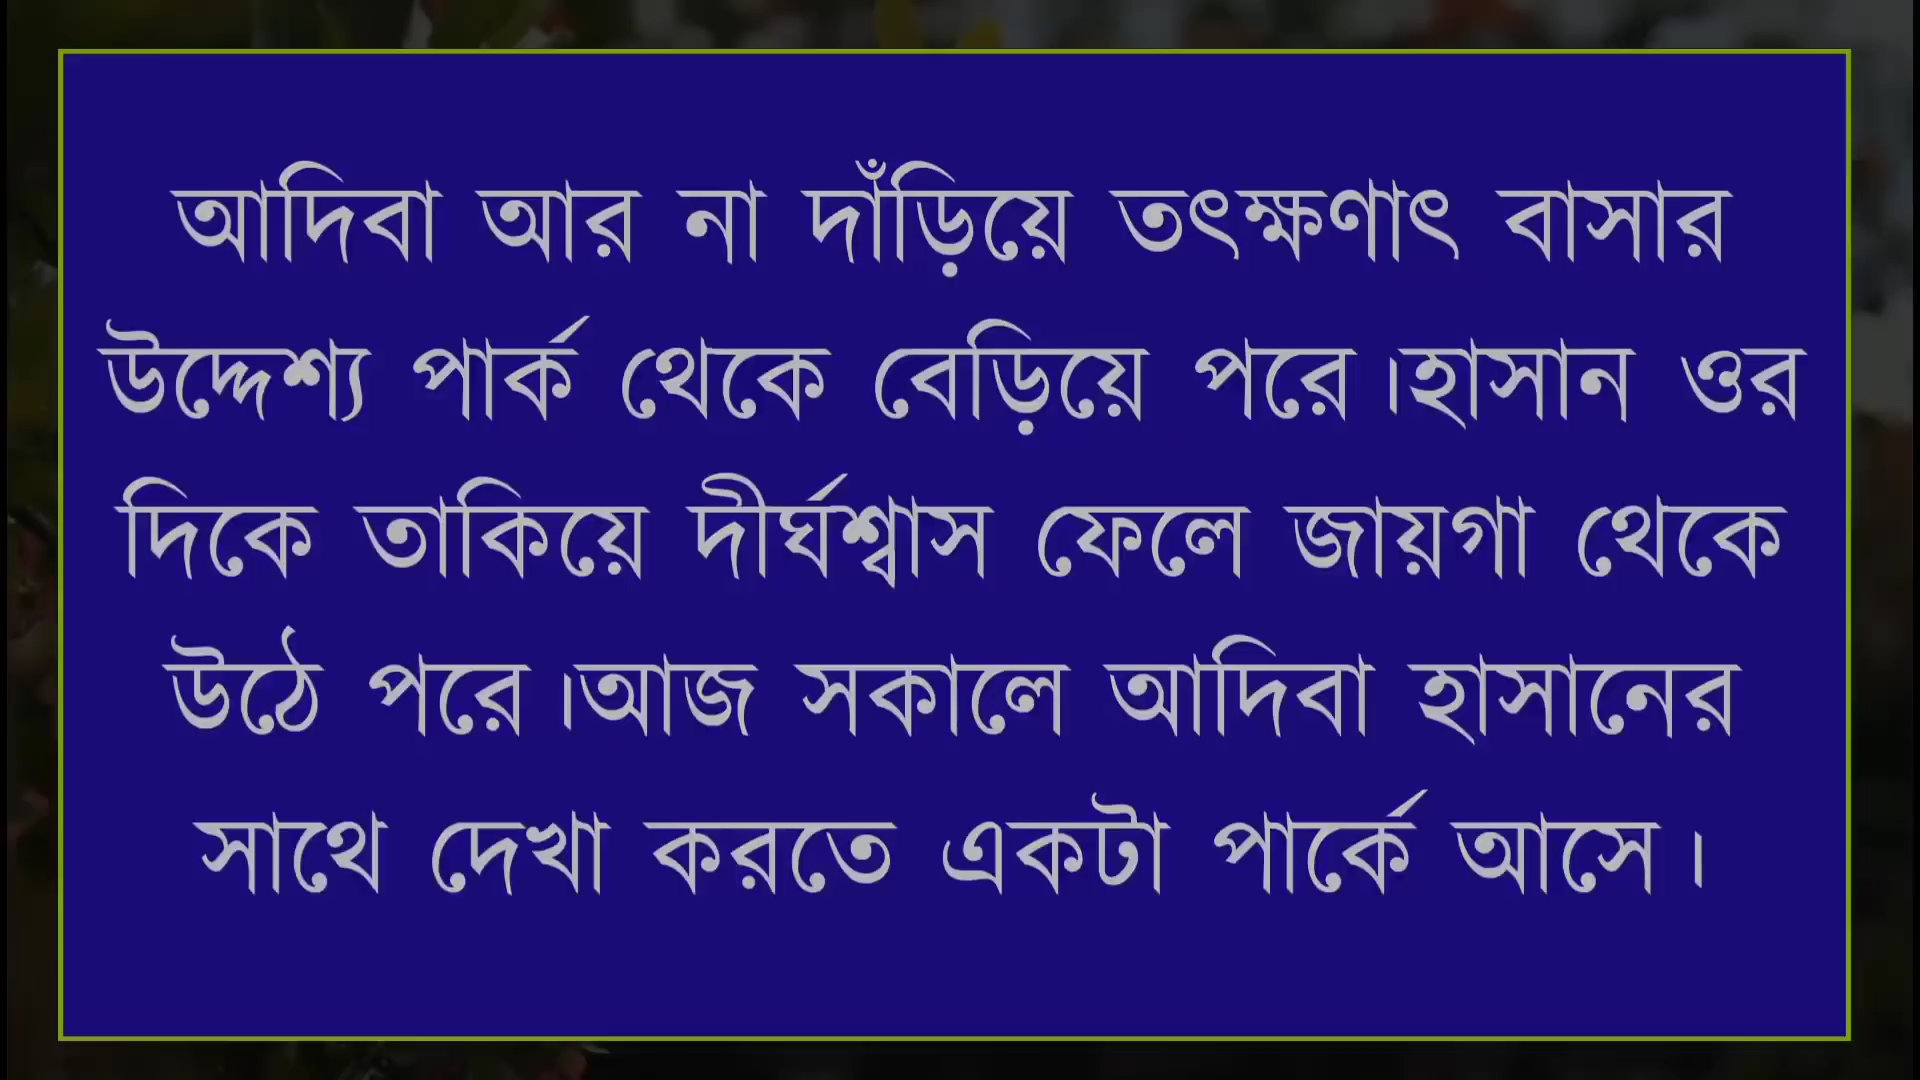 আদিবা আর না দাঁড়িয়ে তৎক্ষণাৎ বাসার
উদ্দেশ্য পার্ক থেকে বেড়িয়ে পরে।হাসান ওর
দিকে তাকিয়ে দীর্ঘশ্বাস ফেলে জায়গা থেকে
উঠে পরে।আজ সকালে আদিবা হাসানের
সাথে দেখা করতে একটা পার্কে আসে।